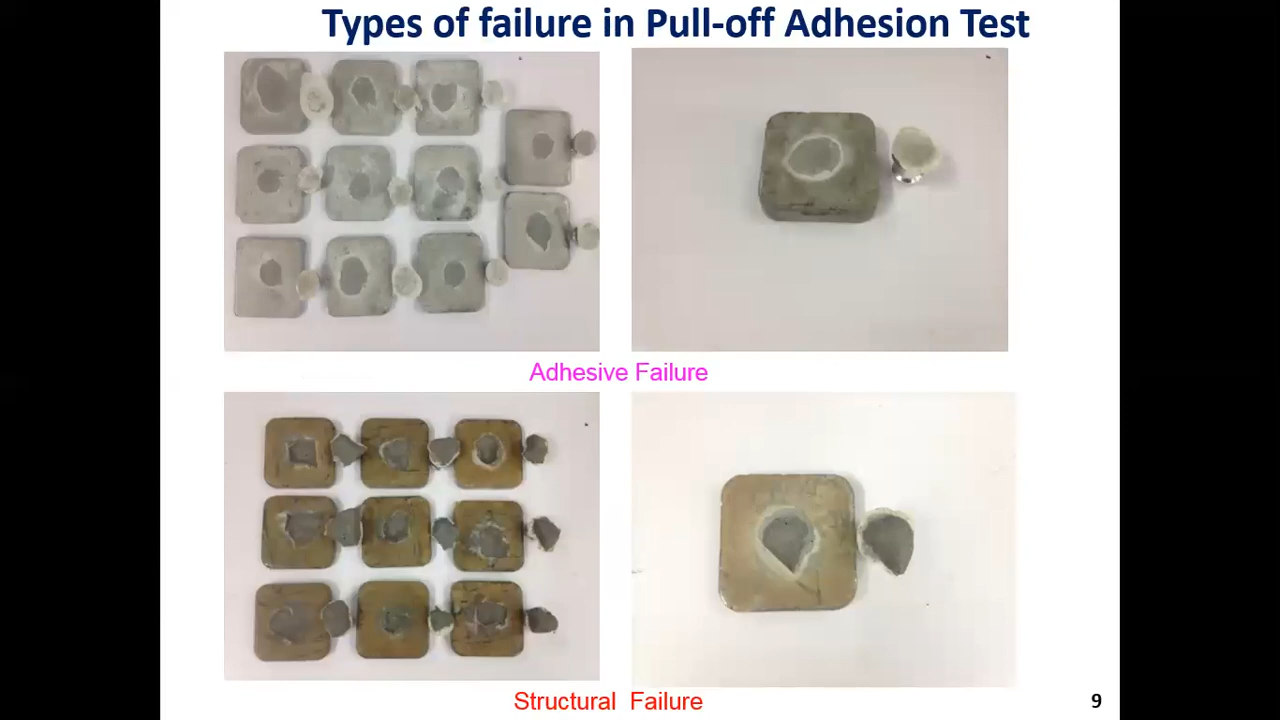 Types of failure in Pull-off Adhesion Test
Adhesive Failure
Structural Failure
9